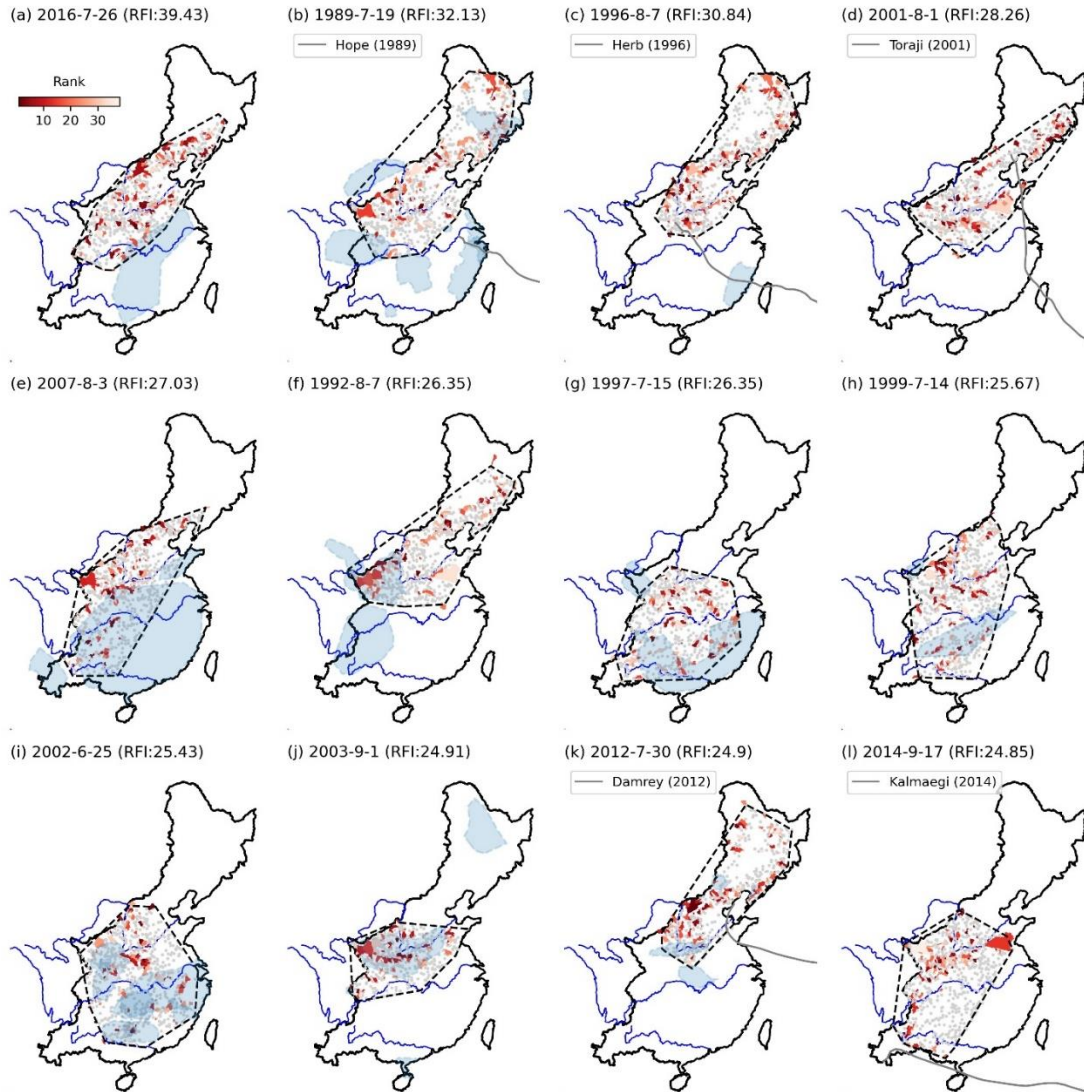 (a) 2016-7-26 (RFI:39.43)
Rank
10 20 30
(b) 1989-7-19 (RFI:32.13)
Hope (1989)
(c) 1996-8-7 (RFI:30.84)
Herb (1996)
(d) 2001-8-1 (RFI:28.26)
Toraji (2001)
(e) 2007-8-3 (RFI:27.03)
(f) 1992-8-7 (RFI:26.35)
(g) 1997-7-15 (RFI:26.35)
(h) 1999-7-14 (RFI:25.67)
(i) 2002-6-25 (RFI:25.43)
(j) 2003-9-1 (RFI:24.91)
(k) 2012-7-30 (RFI:24.9)
Damrey (2012)
(l) 2014-9-17 (RFI:24.85)
Kalmaegi (2014)